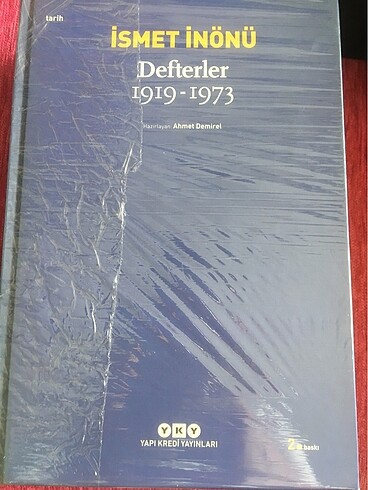 tarih
İSMET İNÖNÜ
Defterler
1919-1973
Hazırlayan Ahmet Demirel
YKY
YAPI KREDİ YAYINLARI
2. baskı